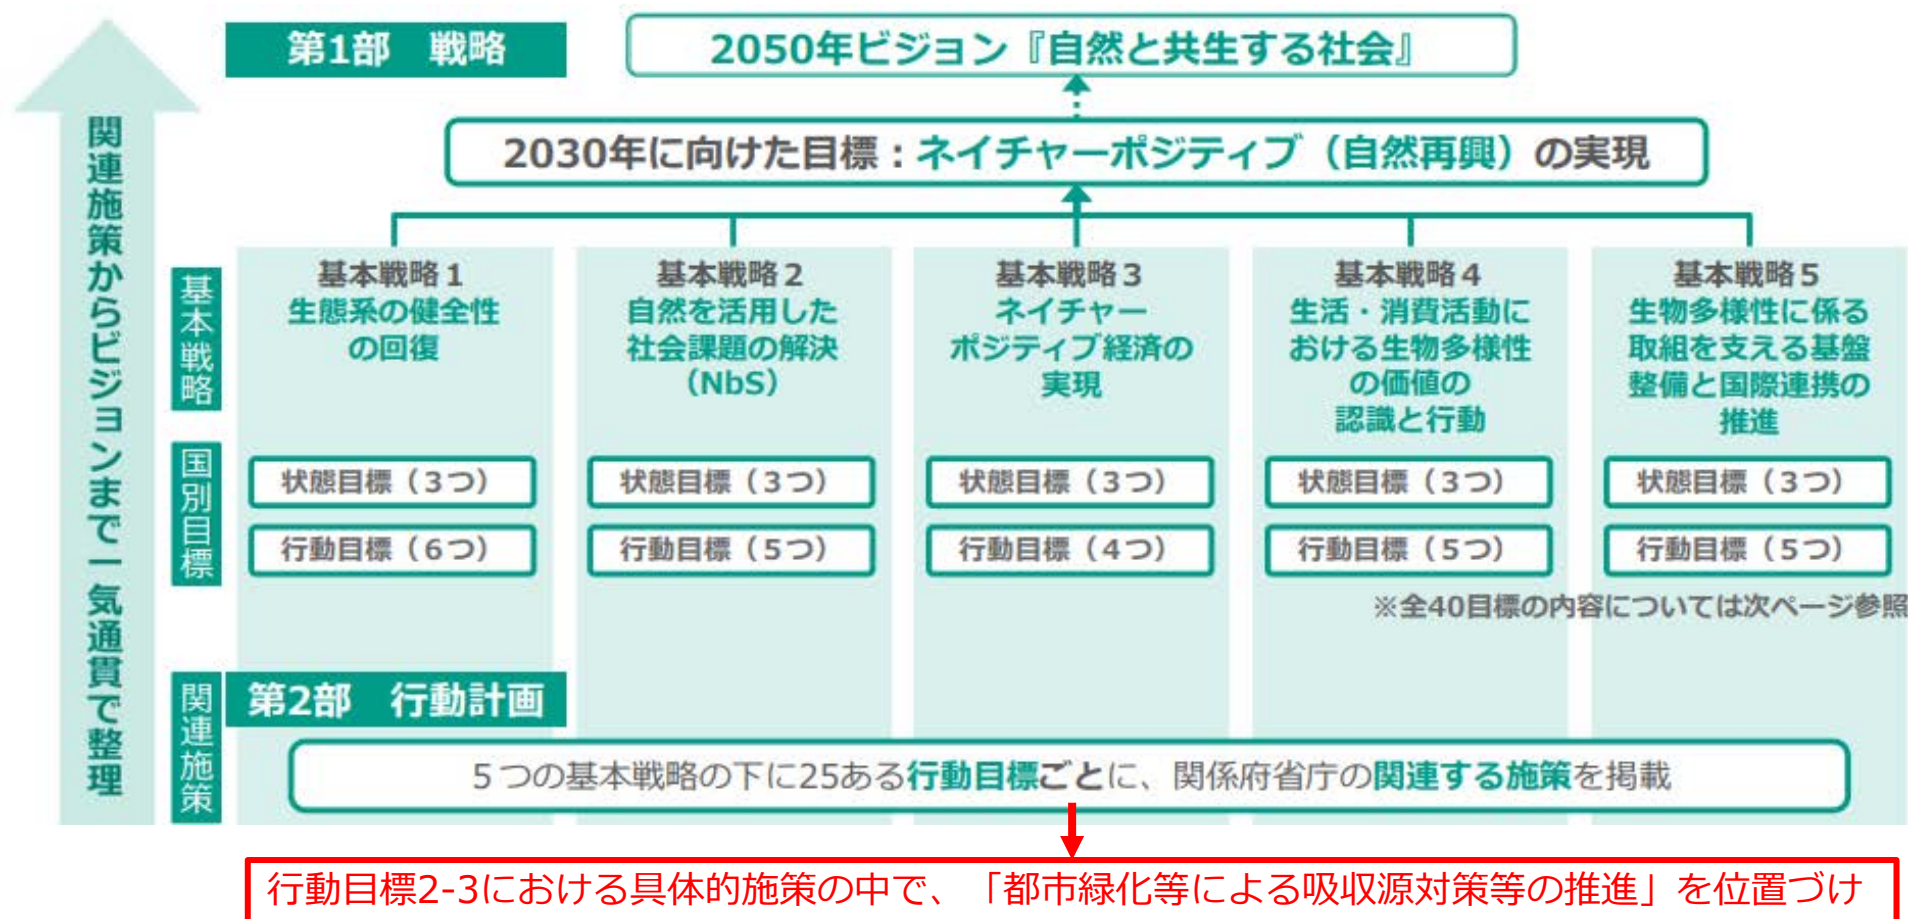 第1部 戦略
2050年ビジョン『自然と共生する社会』
2030年に向けた目標：ネイチャーポジティブ（自然再興）の実現
関連施策からビジョンまで一気通貫で整理
基本戦略
基本戦略１
生態系の健全性
の回復
基本戦略２
自然を活用した
社会課題の解決
（NbS）
基本戦略３
ネイチャー
ポジティブ経済の
実現
基本戦略４
生活・消費活動に
おける生物多様性
の価値の
認識と行動
基本戦略５
生物多様性に係る
取組を支える基盤
整備と国際連携の
推進
国別目標
状態目標（３つ）
状態目標（３つ）
状態目標（３つ）
状態目標（３つ）
状態目標（３つ）
行動目標（６つ）
行動目標（５つ）
行動目標（４つ）
行動目標（５つ）
行動目標（５つ）
※全40目標の内容については次ページ参照
関連施策
第2部 行動計画
５つの基本戦略の下に25ある行動目標ごとに、関係府省庁の関連する施策を掲載
行動目標2-3における具体的施策の中で、「都市緑化等による吸収源対策等の推進」を位置づけ